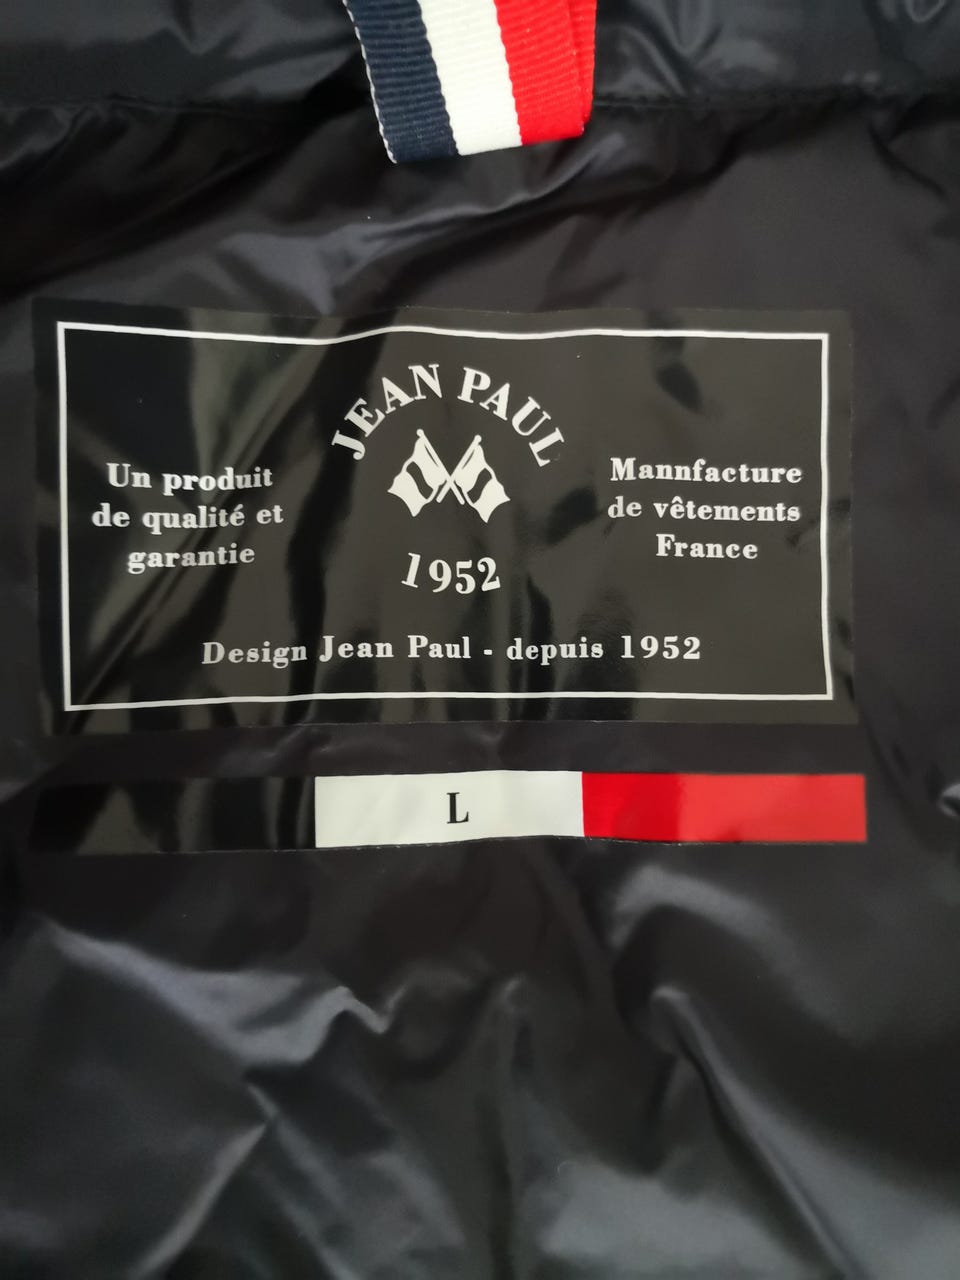 JEAN PAUL
Un produit
de qualité et
garantie
Mannfacture
de vêtements
France
1952
Design Jean Paul - depuis 1952
L